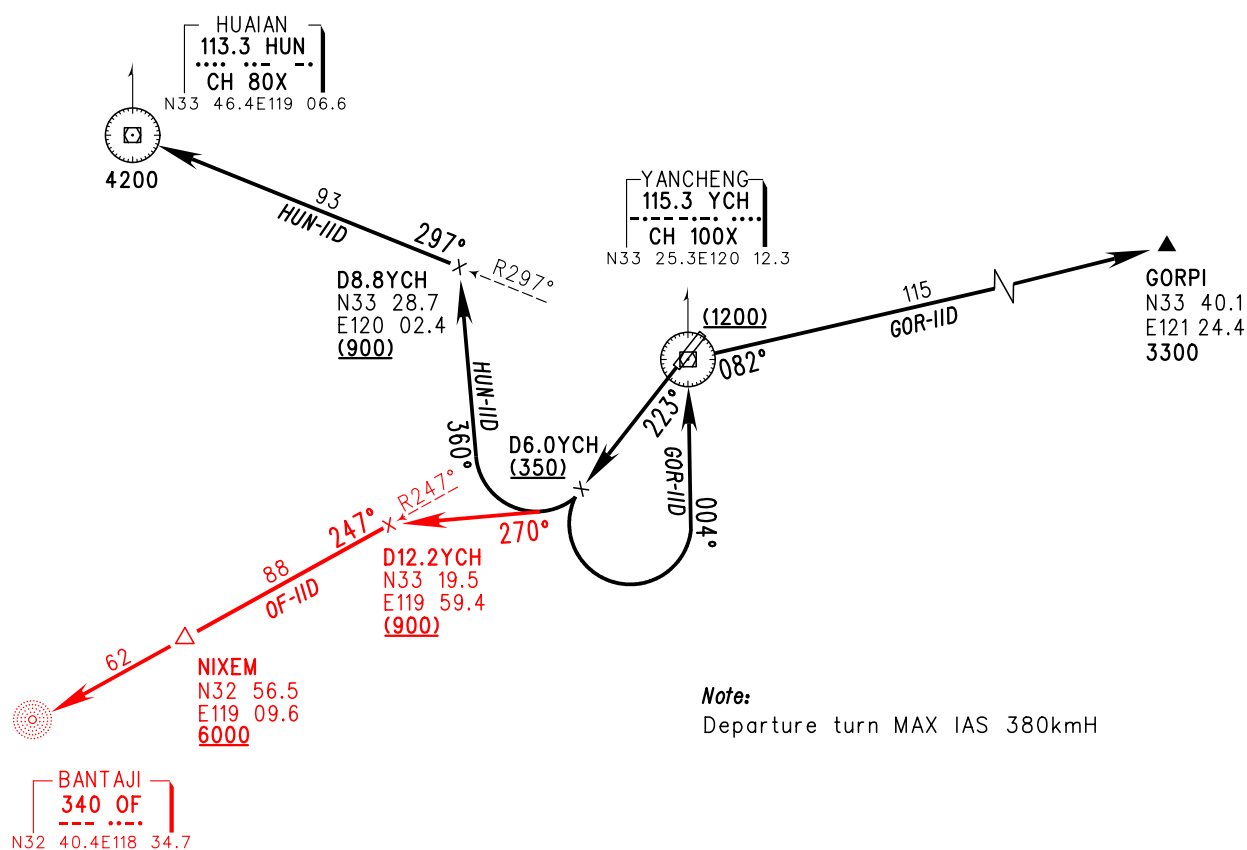 HUAIAN
113.3 HUN
CH 80X
N33 46.4E119 06.6
4200
93
HUN-IID
297°
R297°
D8.8YCH
N33 28.7
E120 02.4
(900)
YANCHENG
115.3 YCH
CH 100X
N33 25.3E120 12.3
(1200)
115
GOR-IID
082°
GORPI
N33 40.1
E121 24.4
3300
HUN-IID
360°
223°
D6.0YCH
(350)
GOR-IID
004°
R247°
247°
270°
D12.2YCH
N33 19.5
E119 59.4
(900)
88
OF-IID
62
NIXEM
N32 56.5
E119 09.6
6000
BANTAJI
340 OF
N32 40.4E118 34.7
Note:
Departure turn MAX IAS 380kmH